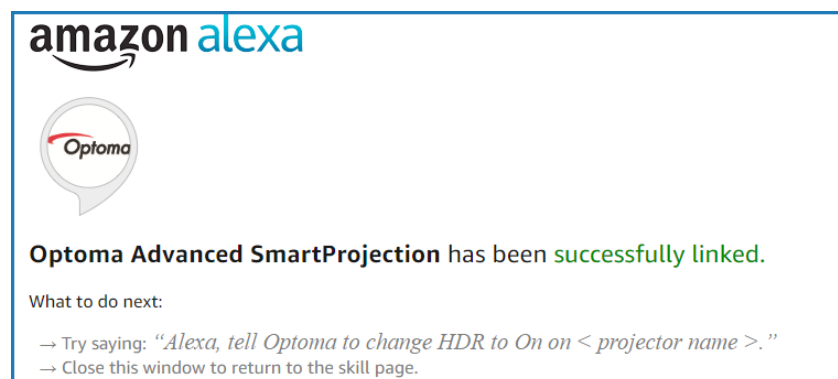 amazon alexa
Optoma
Optoma Advanced SmartProjection has been successfully linked.
What to do next:
→ Try saying: “Alexa, tell Optoma to change HDR to On on < projector name >.”
→ Close this window to return to the skill page.